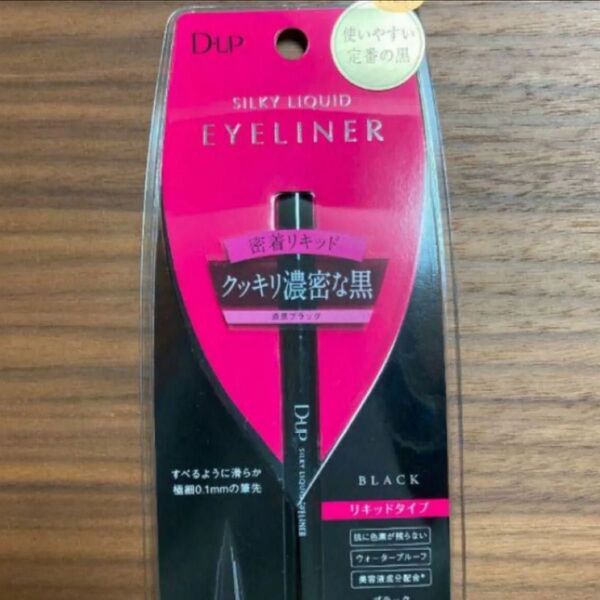 D-UP
使いやすい
定番の黒
SILKY LIQUID
EYELINER
密着リキッド
クッキリ濃密な黒
漆黒ブラック
D-UP SILKY LIQUID EYELINER
すべるように滑らか
極細0.1mmの筆先
BLACK
リキッドタイプ
肌に色素が残らない
ウォータープルーフ
美容液成分配合*